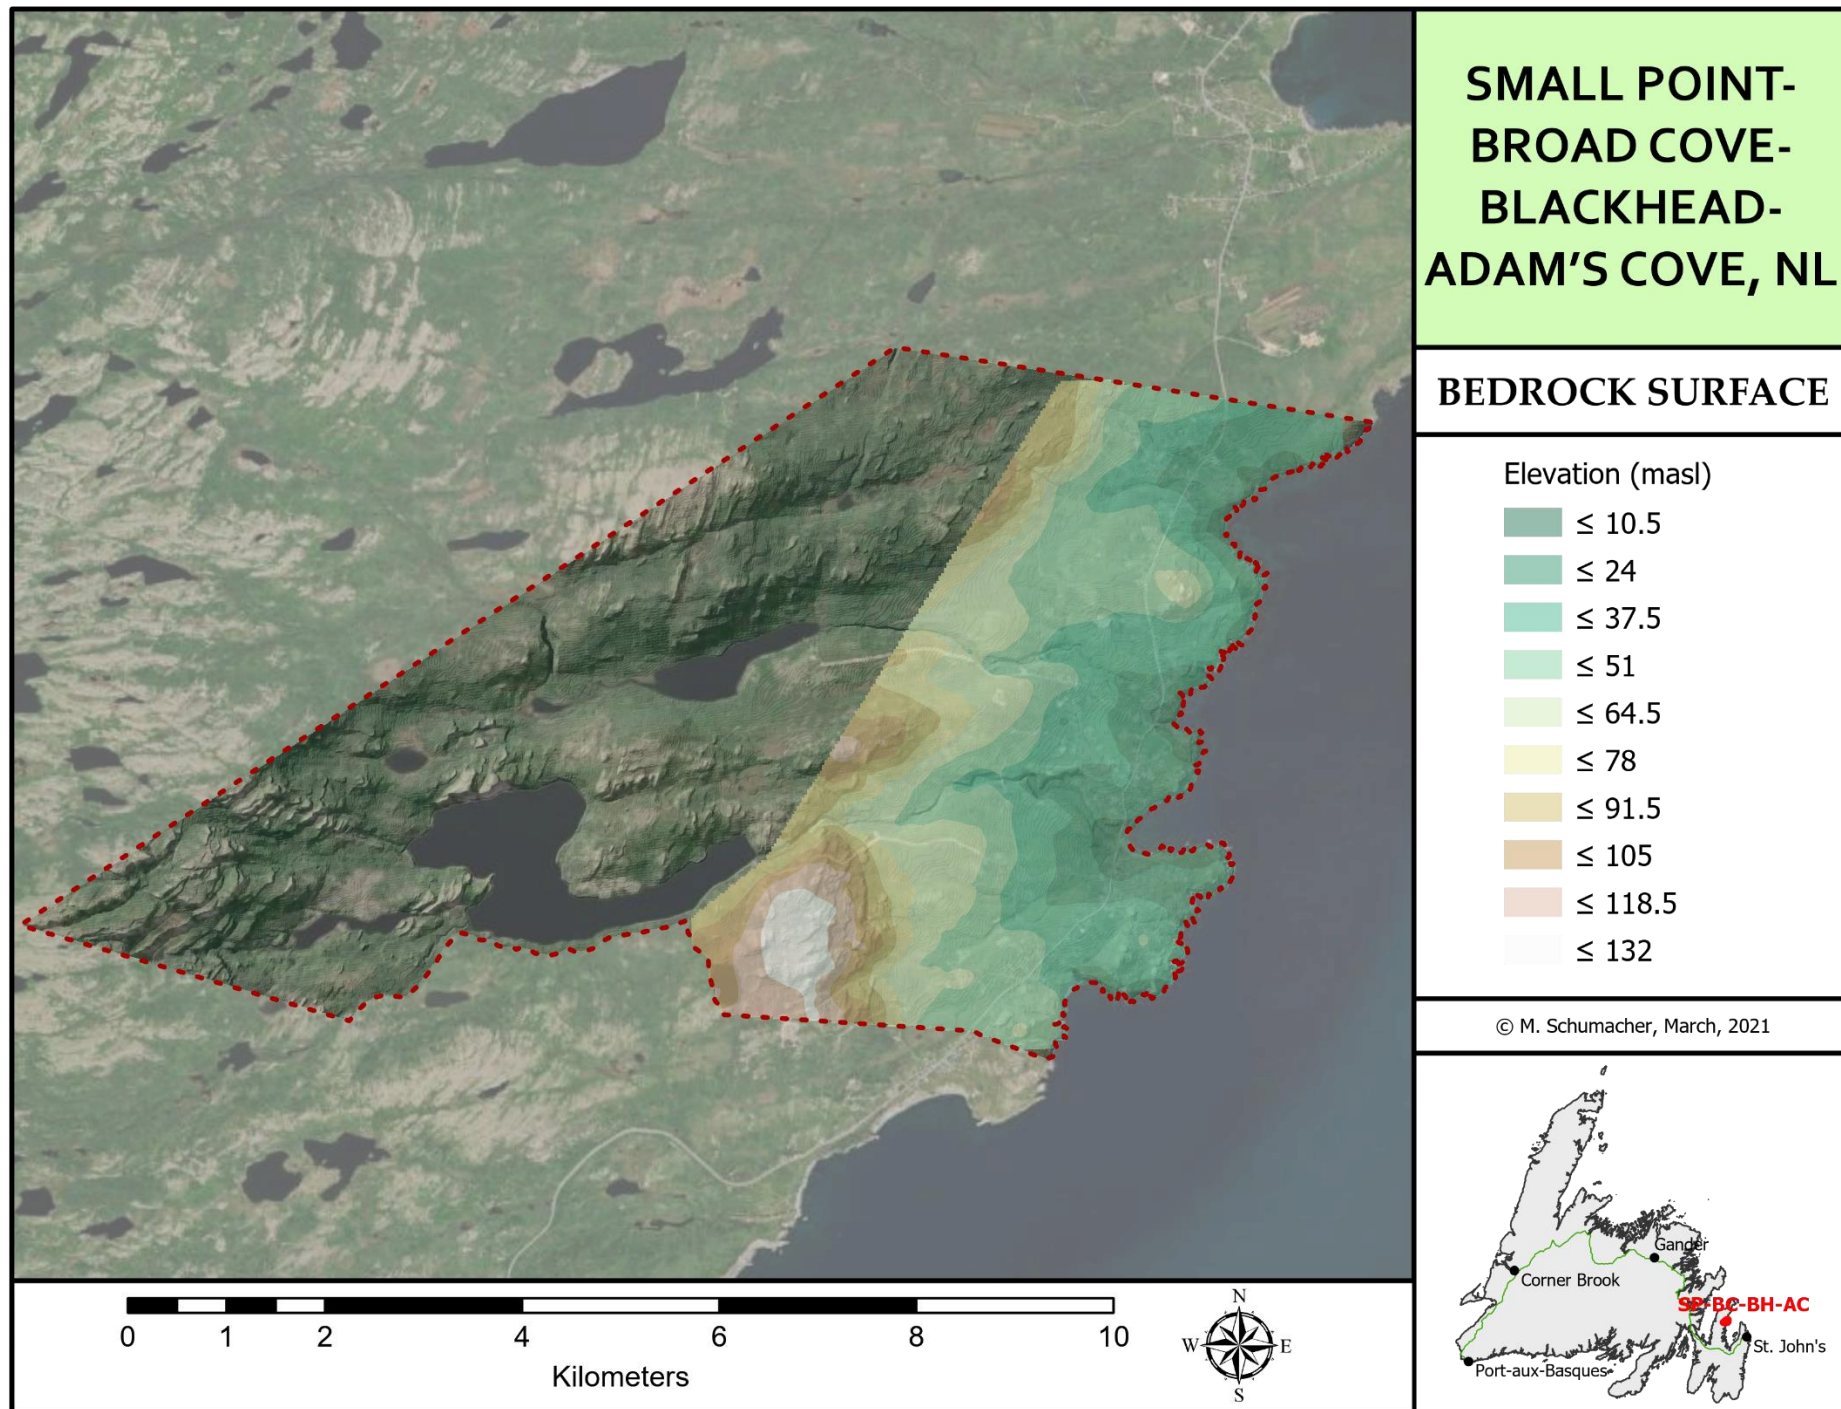 SMALL POINT-
BROAD COVE-
BLACKHEAD-
ADAM'S COVE, NL
BEDROCK SURFACE
Elevation (masl)
≤ 10.5
≤ 24
≤ 37.5
≤ 51
≤ 64.5
≤ 78
≤ 91.5
≤ 105
≤ 118.5
≤ 132
© M. Schumacher, March, 2021
Gander
Corner Brook
SP-BC-BH-AC
St. John's
Port-aux-Basques
0 1 2 4 6 8 10
Kilometers
N
W E
S